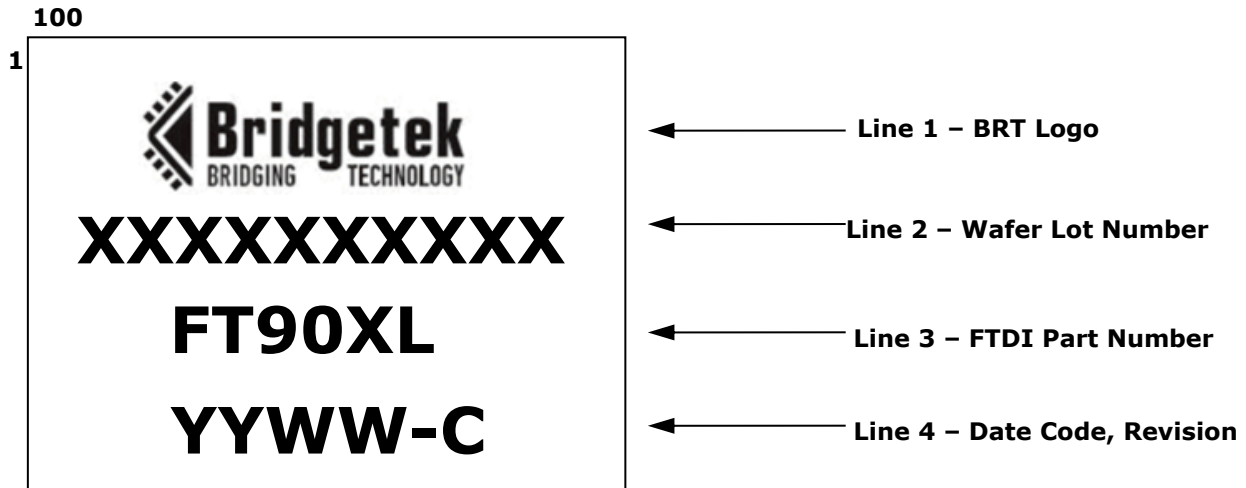 100
1
Bridgetek
BRIDGING TECHNOLOGY
Line 1 – BRT Logo
XXXXXXXXXX
Line 2 – Wafer Lot Number
FT90XL
Line 3 – FTDI Part Number
YYWW-C
Line 4 – Date Code, Revision